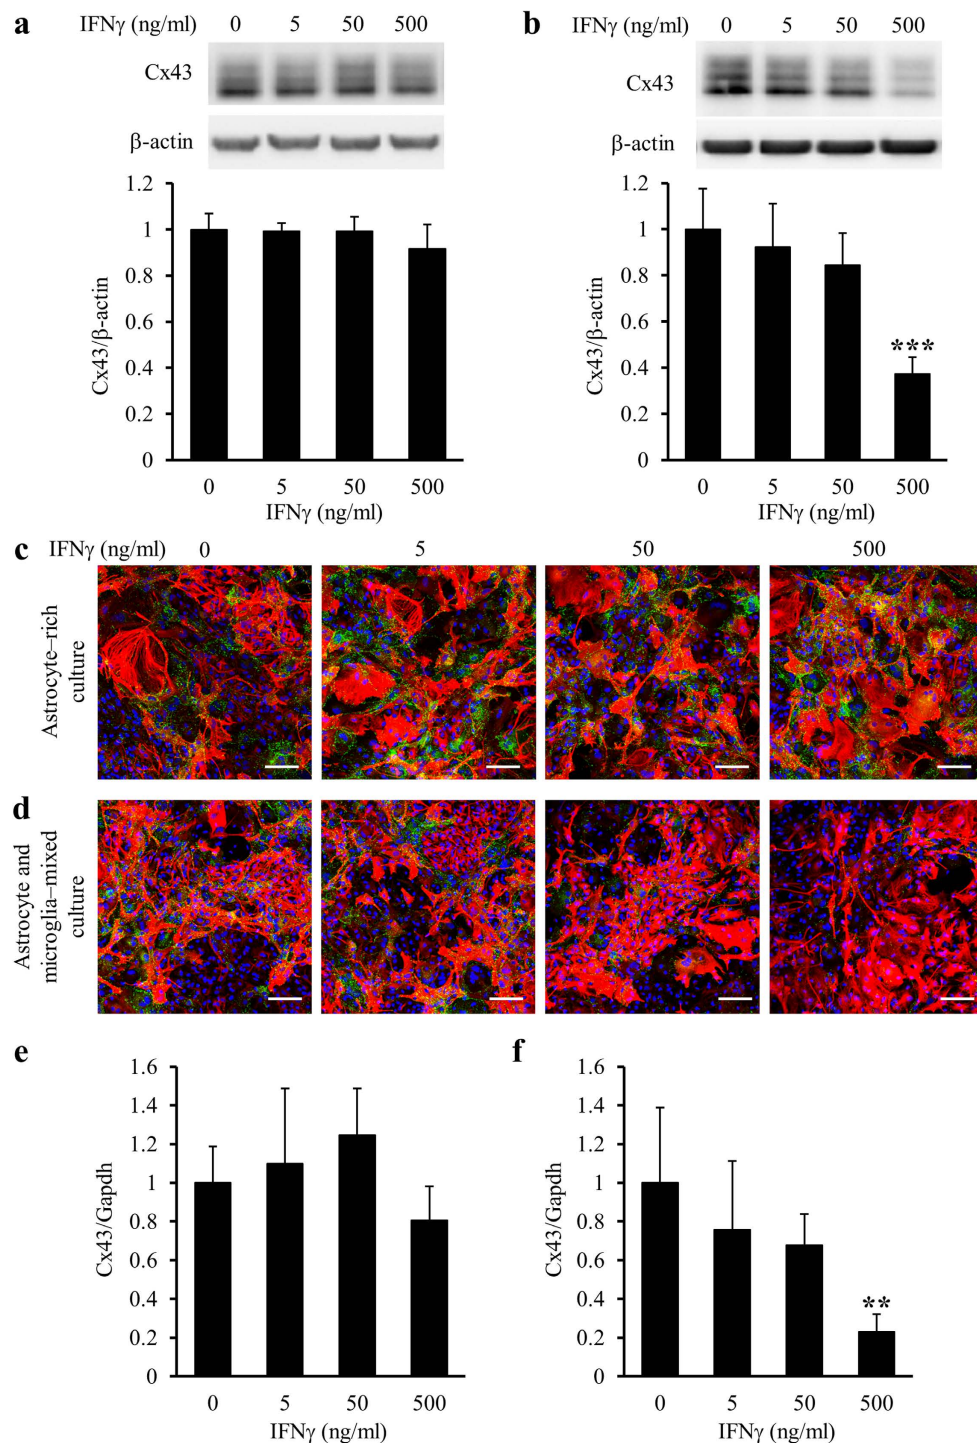 a
IFNγ (ng/ml) 0 5 50 500
Cx43
β-actin
1.2
1
0.8
0.6
0.4
0.2
0
Cx43/β-actin
0 5 50 500
IFNγ (ng/ml)
b
IFNγ (ng/ml) 0 5 50 500
Cx43
β-actin
1.2
1
0.8
0.6
0.4
0.2
0
Cx43/β-actin
***
0 5 50 500
IFNγ (ng/ml)
c
IFNγ (ng/ml) 0 5 50 500
Astrocyte–rich
culture
d
Astrocyte and
microglia–mixed
culture
e
1.6
1.4
1.2
1
0.8
0.6
0.4
0.2
0
Cx43/Gapdh
0 5 50 500
IFNγ (ng/ml)
f
1.6
1.4
1.2
1
0.8
0.6
0.4
0.2
0
Cx43/Gapdh
**
0 5 50 500
IFNγ (ng/ml)